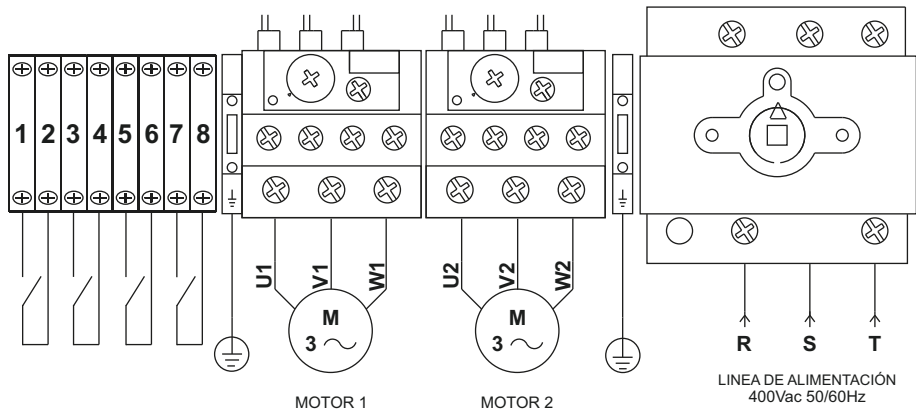 1 2 3 4 5 6 7 8
U1 V1 W1
U2 V2 W2
M
3
M
3
R S T
MOTOR 1
MOTOR 2
LINEA DE ALIMENTACIÓN
400Vac 50/60Hz